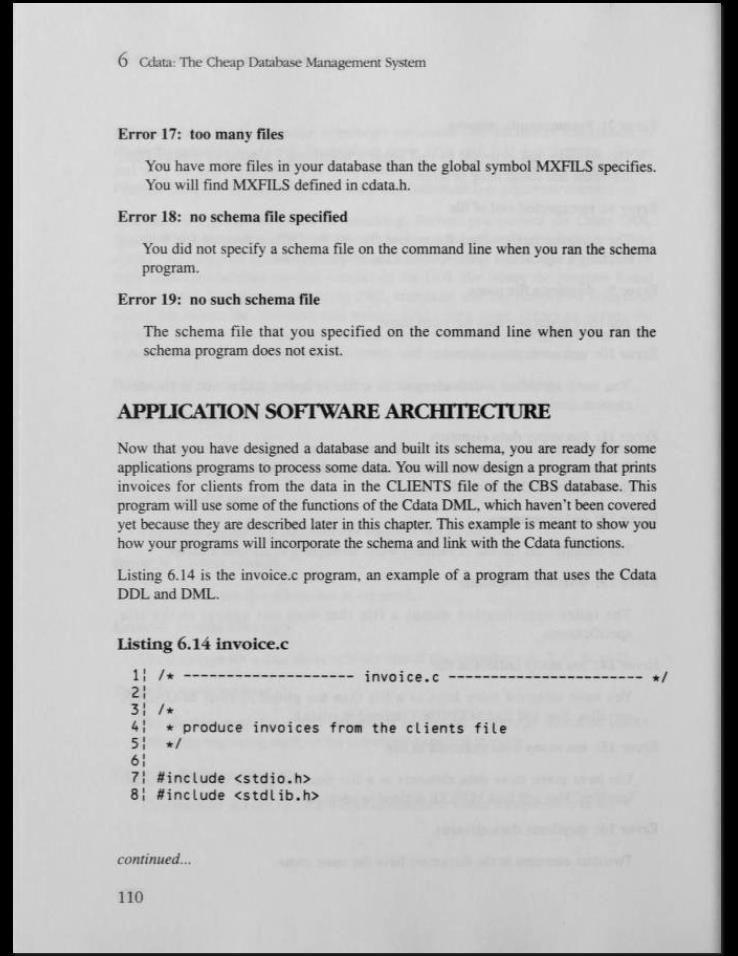 6 Cdata: The Cheap Database Management System
Error 17: too many files
You have more files in your database than the global symbol MXFILS specifies.
You will find MXFILS defined in cdata.h.
Error 18: no schema file specified
You did not specify a schema file on the command line when you ran the schema
program.
Error 19: no such schema file
The schema file that you specified on the command line when you ran the
schema program does not exist.
APPLICATION SOFTWARE ARCHITECTURE
Now that you have designed a database and built its schema, you are ready for some
applications programs to process some data. You will now design a program that prints
invoices for clients from the data in the CLIENTS file of the CBS database. This
program will use some of the functions of the Cdata DML, which haven't been covered
yet because they are described later in this chapter. This example is meant to show you
how your programs will incorporate the schema and link with the Cdata functions.
Listing 6.14 is the invoice.c program, an example of a program that uses the Cdata
DDL and DML.
Listing 6.14 invoice.c
1¦ /* -------------------- invoice.c ----------------------- */
2¦
3¦ /*
4¦  * produce invoices from the clients file
5¦  */
6¦
7¦ #include <stdio.h>
8¦ #include <stdlib.h>
continued...
110